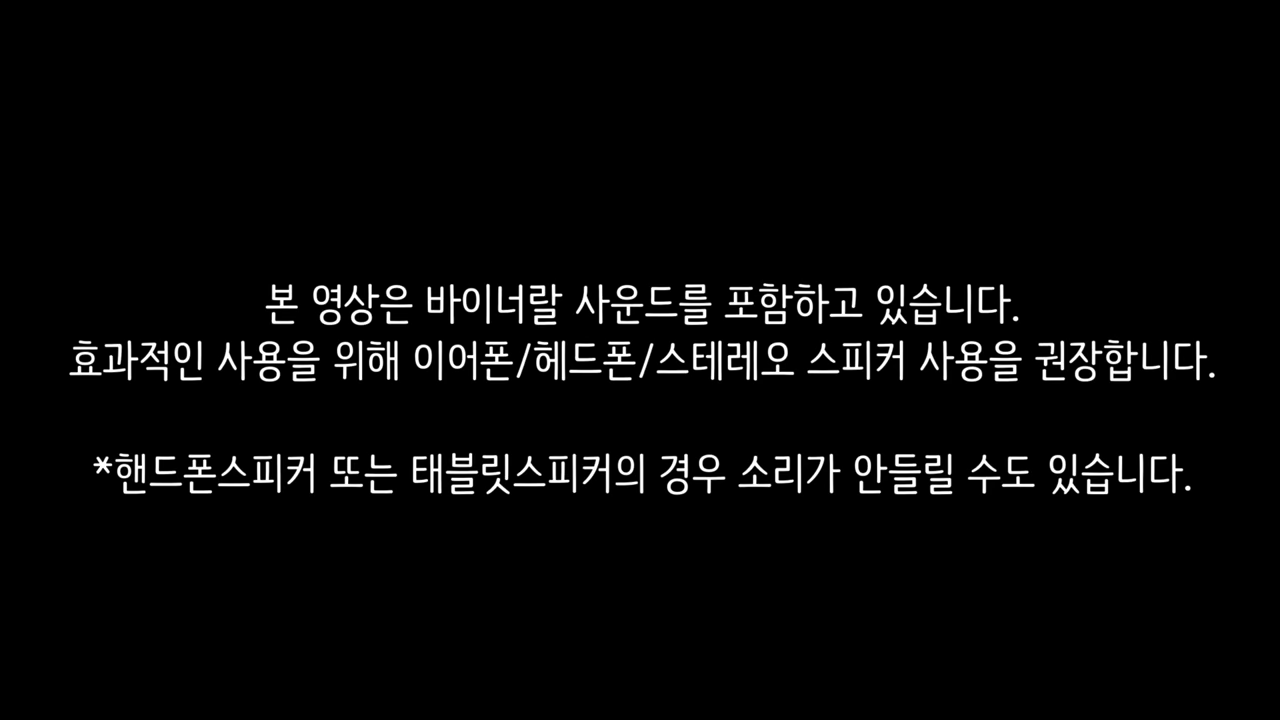 본 영상은 바이너랄 사운드를 포함하고 있습니다.
효과적인 사용을 위해 이어폰/헤드폰/스테레오 스피커 사용을 권장합니다.
*핸드폰스피커 또는 태블릿스피커의 경우 소리가 안들릴 수도 있습니다.